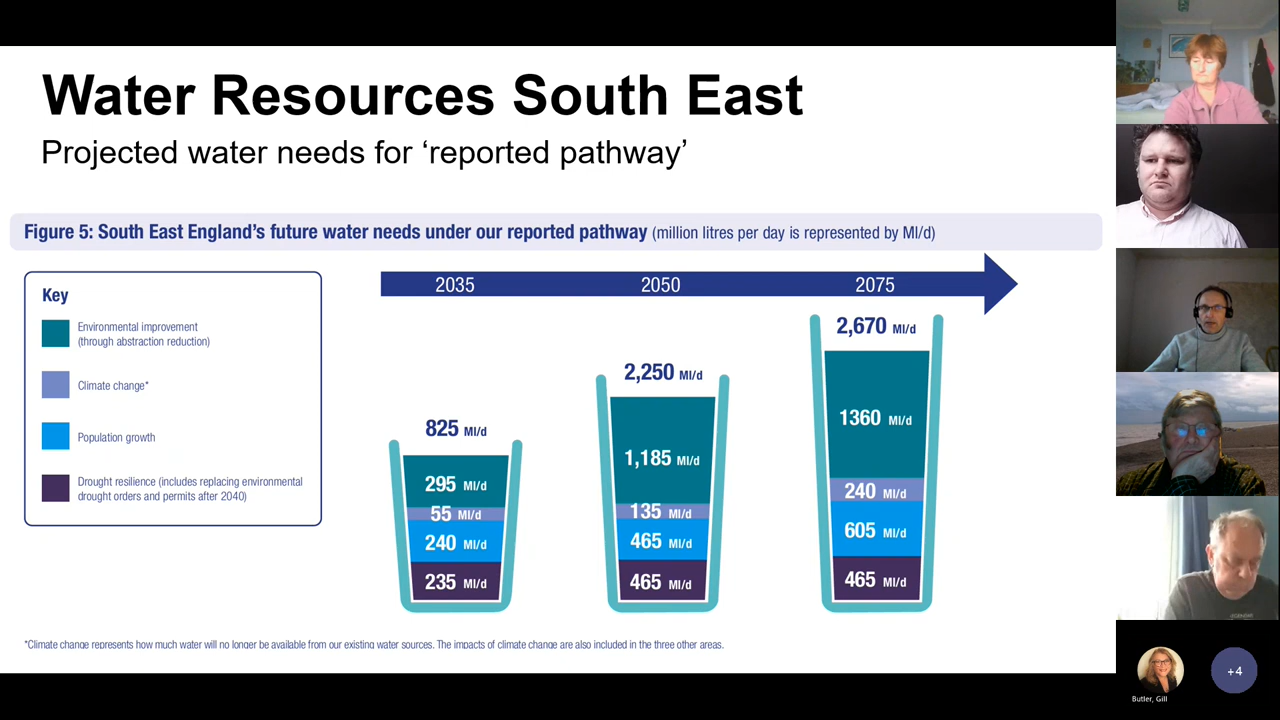 Water Resources South East
Projected water needs for ‘reported pathway’
Figure 5: South East England’s future water needs under our reported pathway (million litres per day is represented by Ml/d)
Key
Environmental improvement
(through abstraction reduction)
Climate change*
Population growth
Drought resilience (includes replacing environmental
drought orders and permits after 2040)
2035 2050 2075
825 Ml/d
295 Ml/d
55 Ml/d
240 Ml/d
235 Ml/d
2,250 Ml/d
1,185 Ml/d
135 Ml/d
465 Ml/d
465 Ml/d
2,670 Ml/d
1360 Ml/d
240 Ml/d
605 Ml/d
465 Ml/d
*Climate change represents how much water will no longer be available from our existing water sources. The impacts of climate change are also included in the three other areas.
Butler, Gill
+4